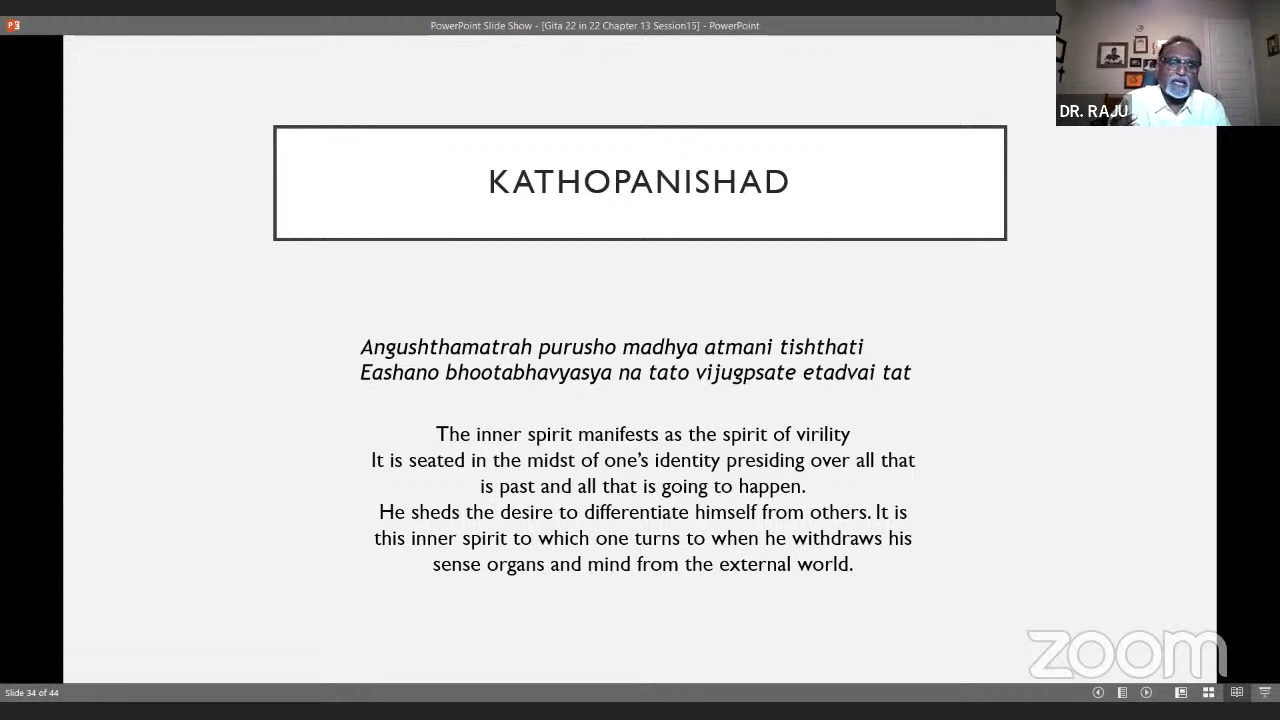 PowerPoint Slide Show - [Gita 22 in 22 Chapter 13 Session15] - PowerPoint
DR. RAJU
KATHOPANISHAD
Angushthamatrah purusho madhya atmani tishthati
Eashano bhootabhavyasya na tato vijugpsate etadvai tat
The inner spirit manifests as the spirit of virility
It is seated in the midst of one's identity presiding over all that
is past and all that is going to happen.
He sheds the desire to differentiate himself from others. It is
this inner spirit to which one turns to when he withdraws his
sense organs and mind from the external world.
zoom
Slide 34 of 44